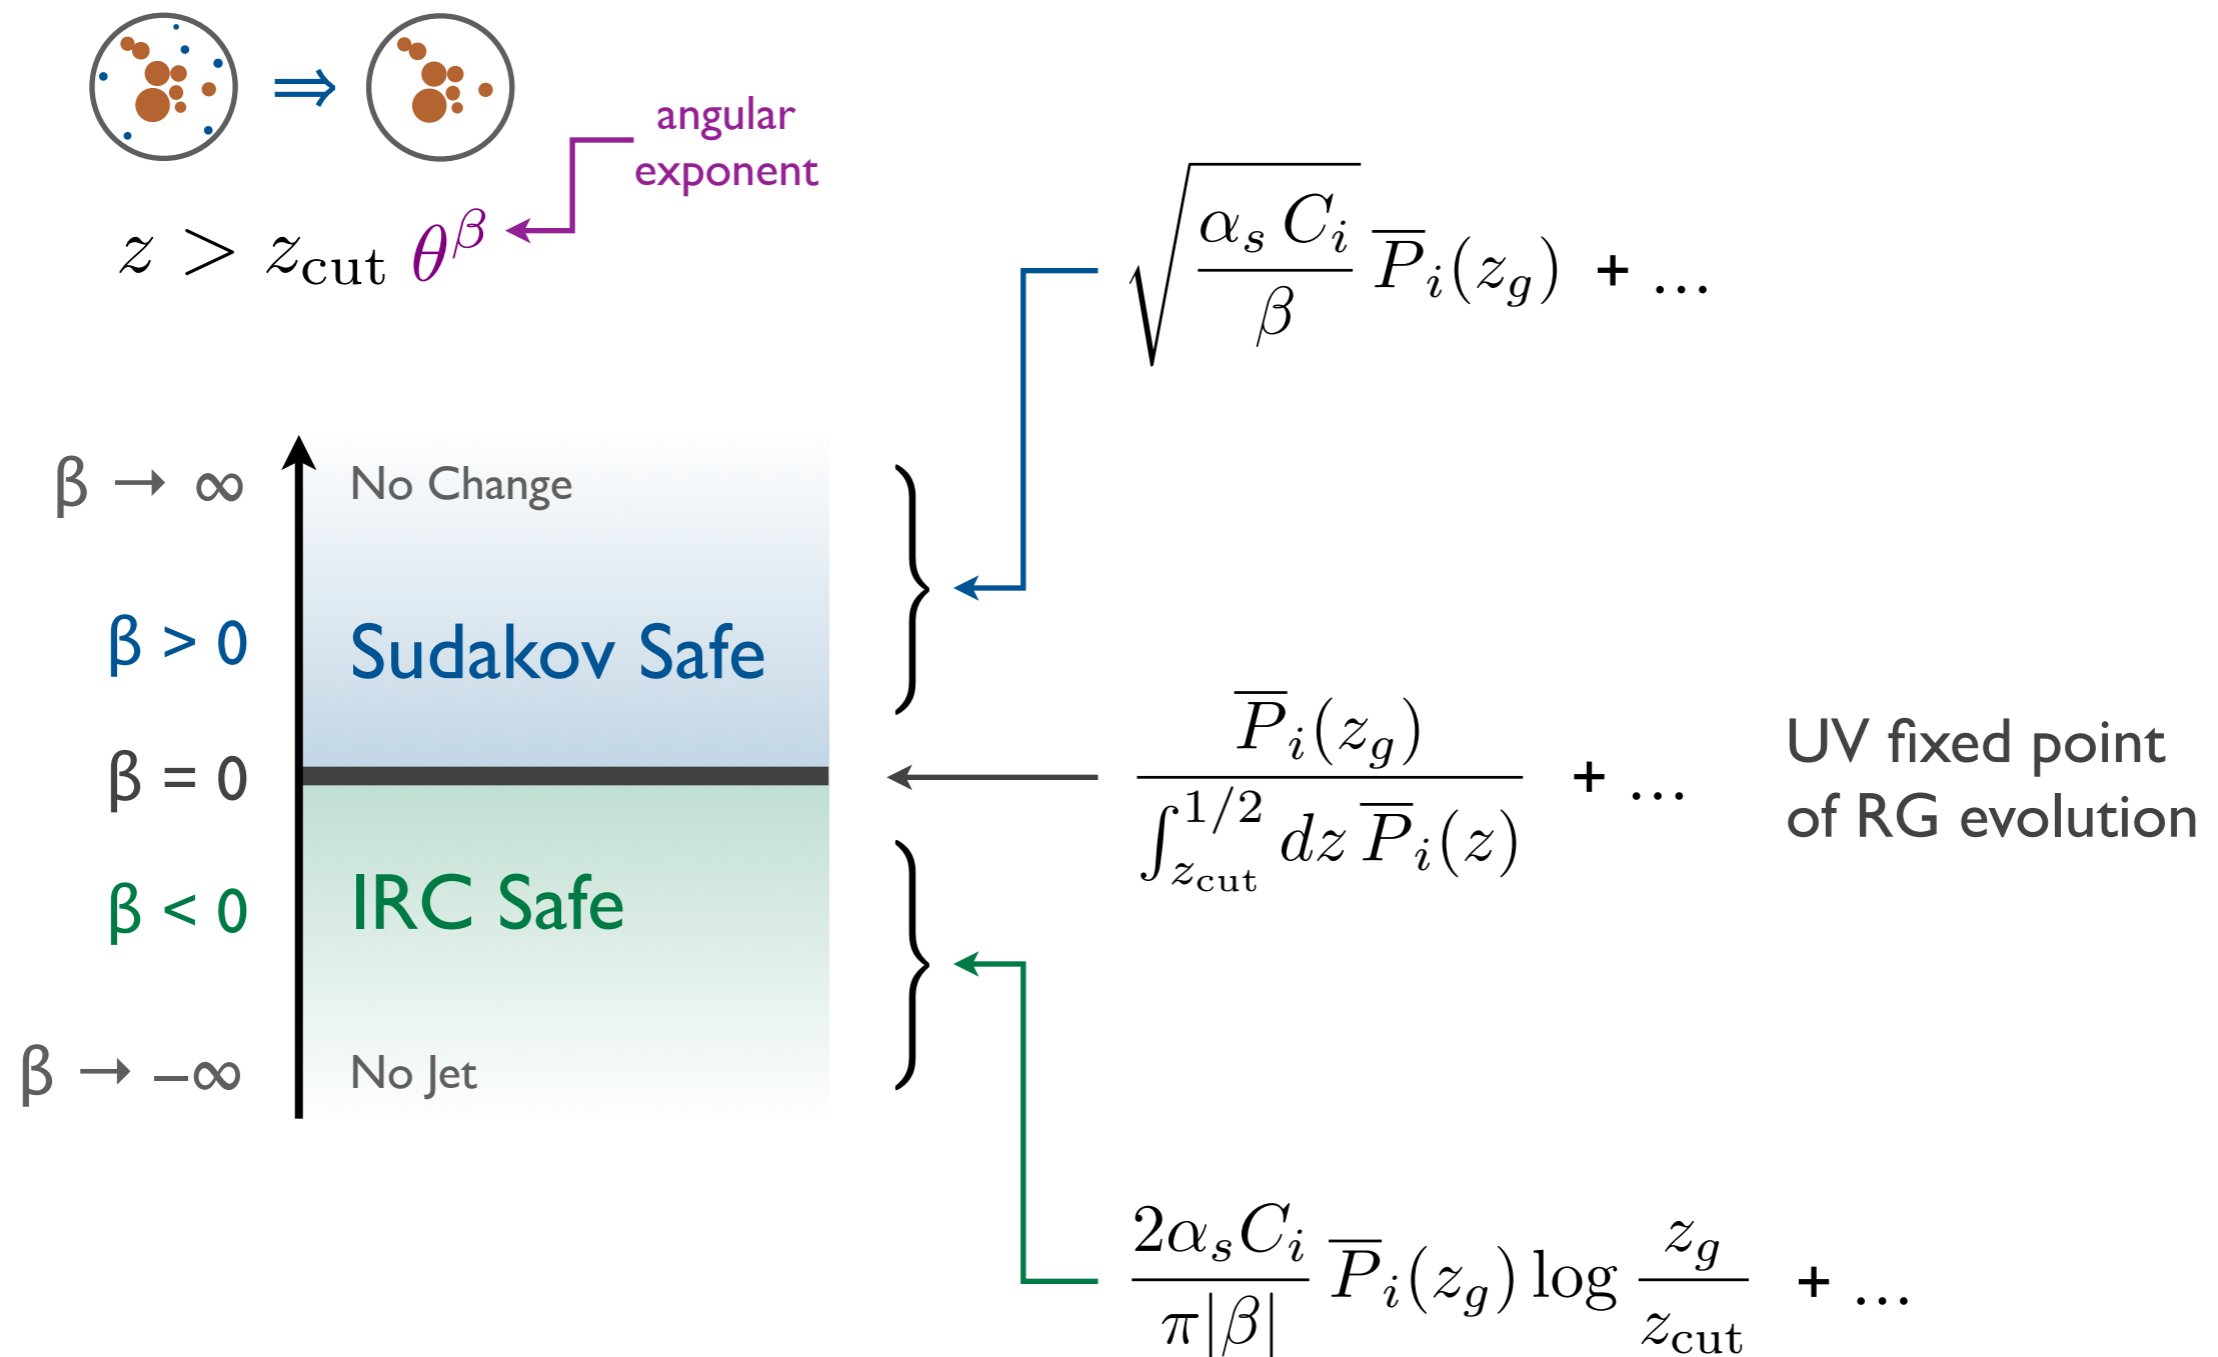 ⇒
angular
exponent
z > z_cut θ^β
√(α_s C_i / β) P̅_i(z_g) + ...
β → ∞
No Change
β > 0
Sudakov Safe
β = 0
P̅_i(z_g) / ∫_{z_cut}^{1/2} dz P̅_i(z) + ...
UV fixed point
of RG evolution
β < 0
IRC Safe
β → –∞
No Jet
2α_s C_i / π|β| P̅_i(z_g) log z_g / z_cut + ...